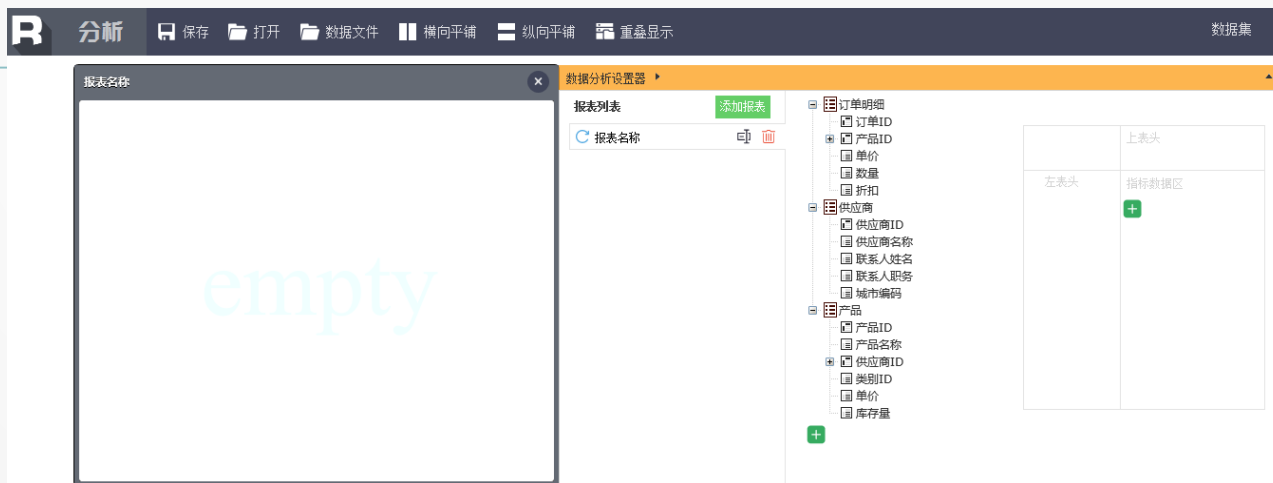 R 分析 保存 打开 数据文件 横向平铺 纵向平铺 重叠显示 数据集
报表名称
empty
数据分析设置器
报表列表 添加报表
报表名称
订单明细
订单ID
产品ID
单价
数量
折扣
供应商
供应商ID
供应商名称
联系人姓名
联系人职务
城市编码
产品
产品ID
产品名称
供应商ID
类别ID
单价
库存量
上表头
左表头 指标数据区